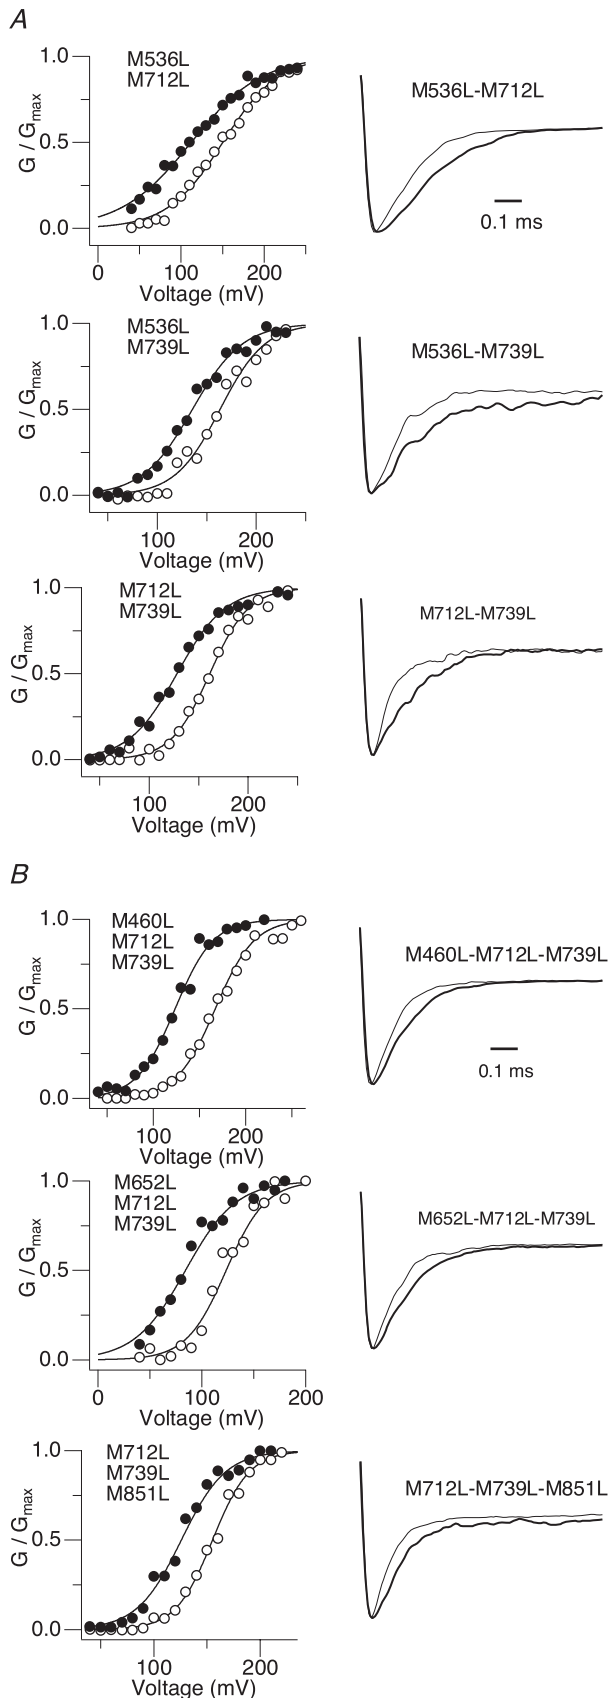 A
M536L
M712L
1.0
0.5
0.0
G / Gmax
0
100
200
Voltage (mV)
M536L-M712L
0.1 ms
M536L
M739L
1.0
0.5
0.0
G / Gmax
100
200
Voltage (mV)
M536L-M739L
M712L
M739L
1.0
0.5
0.0
G / Gmax
100
200
Voltage (mV)
M712L-M739L
B
M460L
M712L
M739L
1.0
0.5
0.0
G / Gmax
100
200
Voltage (mV)
M460L-M712L-M739L
0.1 ms
M652L
M712L
M739L
1.0
0.5
0.0
G / Gmax
0
100
200
Voltage (mV)
M652L-M712L-M739L
M712L
M739L
M851L
1.0
0.5
0.0
G / Gmax
100
200
Voltage (mV)
M712L-M739L-M851L